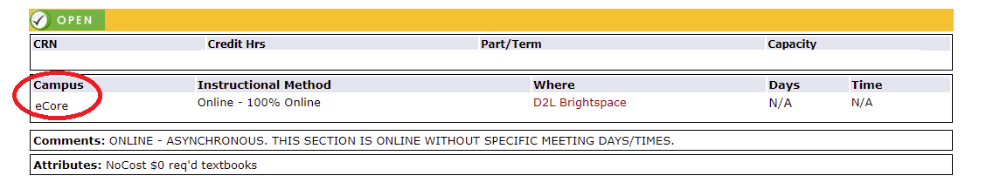 OPEN
CRN Credit Hrs Part/Term Capacity
Campus Instructional Method Where Days Time
eCore Online - 100% Online D2L Brightspace N/A N/A
Comments: ONLINE - ASYNCHRONOUS. THIS SECTION IS ONLINE WITHOUT SPECIFIC MEETING DAYS/TIMES.
Attributes: NoCost $0 req'd textbooks